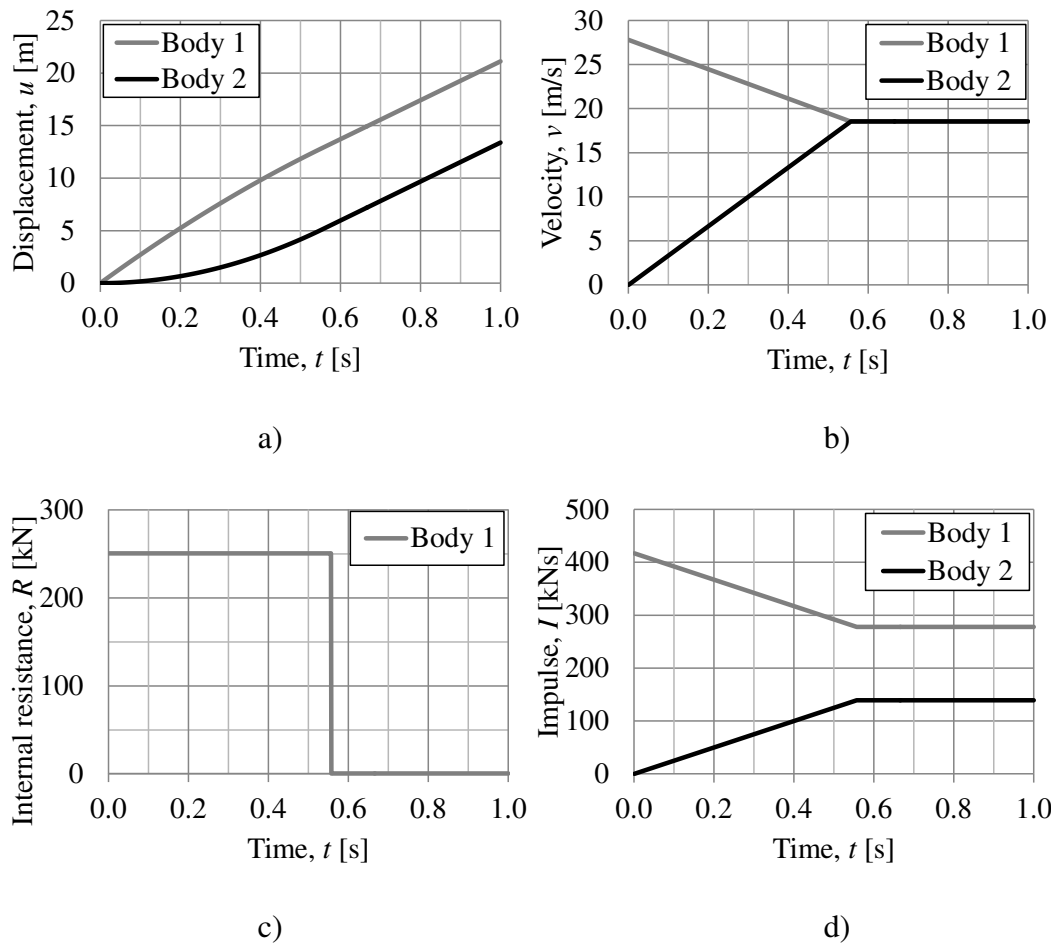 25
20
15
10
5
0
Displacement, u [m]
Body 1
Body 2
0.0 0.2 0.4 0.6 0.8 1.0
Time, t [s]
a)
30
25
20
15
10
5
0
Velocity, v [m/s]
Body 1
Body 2
0.0 0.2 0.4 0.6 0.8 1.0
Time, t [s]
b)
300
200
100
0
Internal resistance, R [kN]
Body 1
0.0 0.2 0.4 0.6 0.8 1.0
Time, t [s]
c)
500
400
300
200
100
0
Impulse, I [kNs]
Body 1
Body 2
0.0 0.2 0.4 0.6 0.8 1.0
Time, t [s]
d)